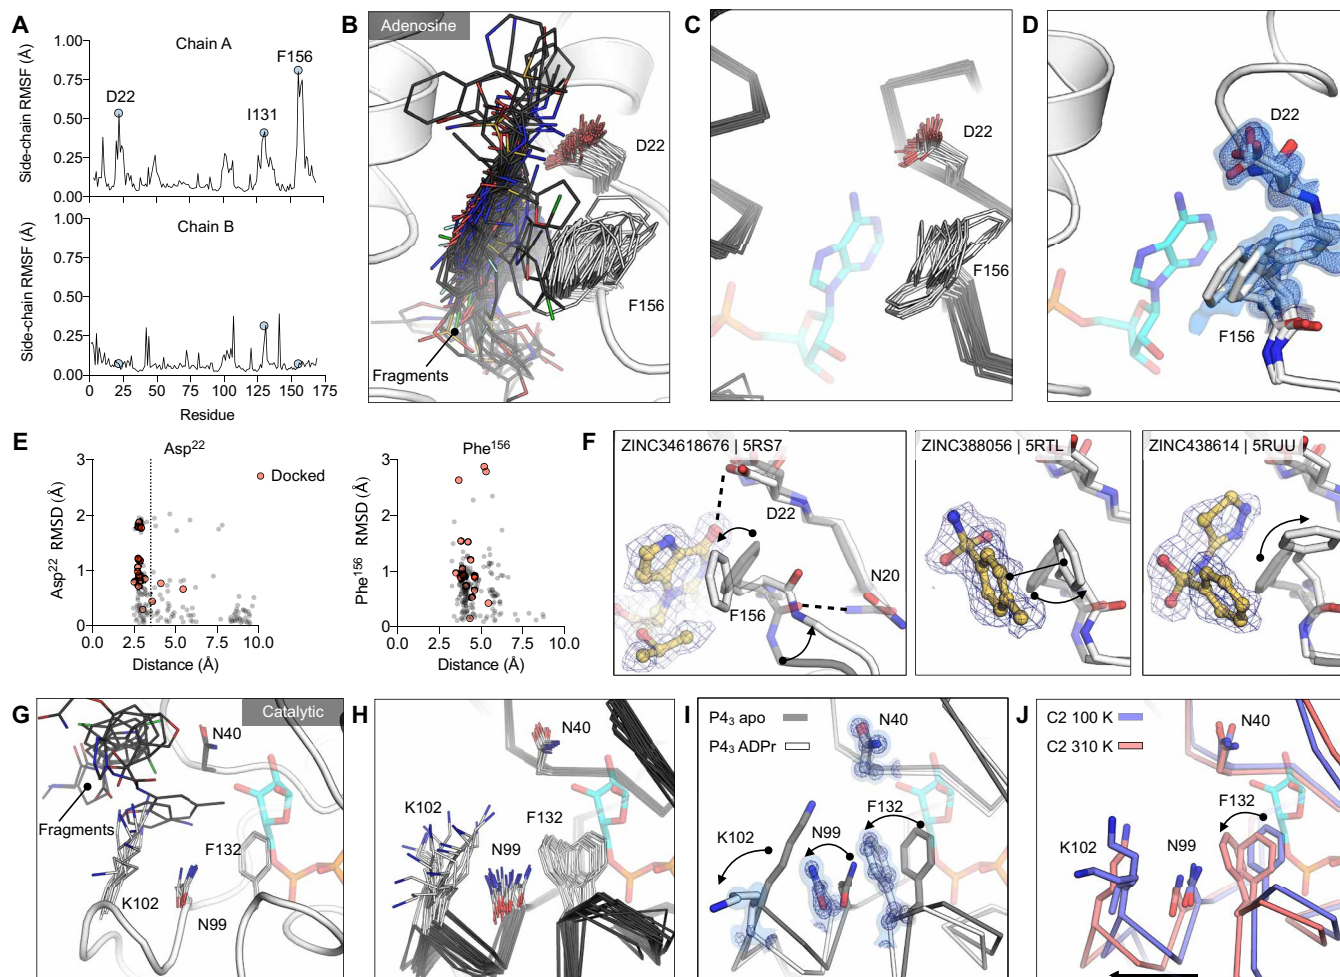 A
Chain A
Side-chain RMSF (Å)
1.00
0.75
0.50
0.25
0.00
D22
I131
F156
Chain B
Side-chain RMSF (Å)
1.00
0.75
0.50
0.25
0.00
0 25 50 75 100 125 150 175
Residue
B
Adenosine
D22
F156
Fragments
C
D22
F156
D
D22
F156
E
Asp22
Docked
Asp22 RMSD (Å)
3
2
1
0
0 2.5 5.0 7.5 10.0
Distance (Å)
Phe156
Phe156 RMSD (Å)
3
2
1
0
0 2.5 5.0 7.5 10.0
Distance (Å)
F
ZINC34618676 | 5RS7
D22
N20
F156
ZINC388056 | 5RTL
ZINC438614 | 5RUU
G
Catalytic
N40
Fragments
F132
K102
N99
H
N40
K102
F132
N99
I
P4₃ apo
P4₃ ADPr
N40
F132
K102
N99
J
C2 100 K
C2 310 K
N40
F132
K102
N99